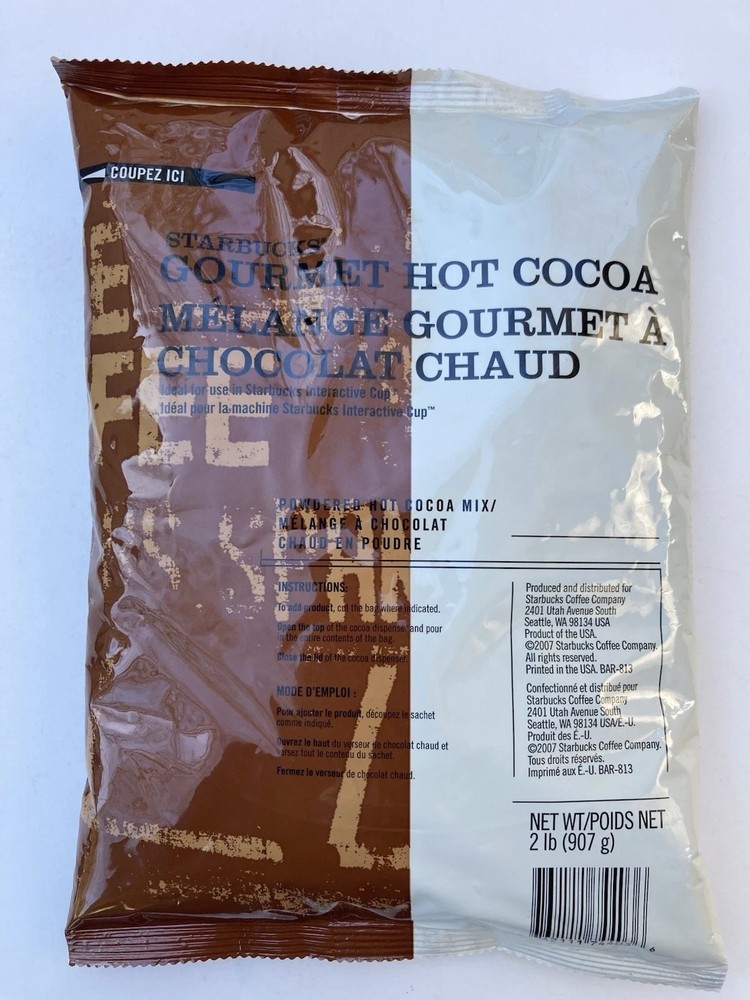 COUPEZ ICI
STARBUCKS
GOURMET HOT COCOA
MÉLANGE GOURMET À
CHOCOLAT CHAUD
Ideal for use in Starbucks Interactive Cup™
Idéal pour la machine Starbucks Interactive Cup™
POWDERED HOT COCOA MIX/
MÉLANGE À CHOCOLAT
CHAUD EN POUDRE
INSTRUCTIONS:
To add product, cut the bag where indicated.
Open the top of the cocoa dispenser and pour
in the entire contents of the bag.
Close the lid of the cocoa dispenser.
MODE D'EMPLOI :
Pour ajouter le produit, découpez le sachet
comme indiqué.
Ouvrez le haut du verseur de chocolat chaud et
versez tout le contenu du sachet.
Fermez le verseur de chocolat chaud.
Produced and distributed for
Starbucks Coffee Company
2401 Utah Avenue South
Seattle, WA 98134 USA
Product of the USA.
©2007 Starbucks Coffee Company.
All rights reserved.
Printed in the USA. BAR-813
Confectionné et distribué pour
Starbucks Coffee Company
2401 Utah Avenue South
Seattle, WA 98134 USA/É.-U.
Produit des É.-U.
©2007 Starbucks Coffee Company.
Tous droits réservés.
Imprimé aux É.-U. BAR-813
NET WT/POIDS NET
2 lb (907 g)